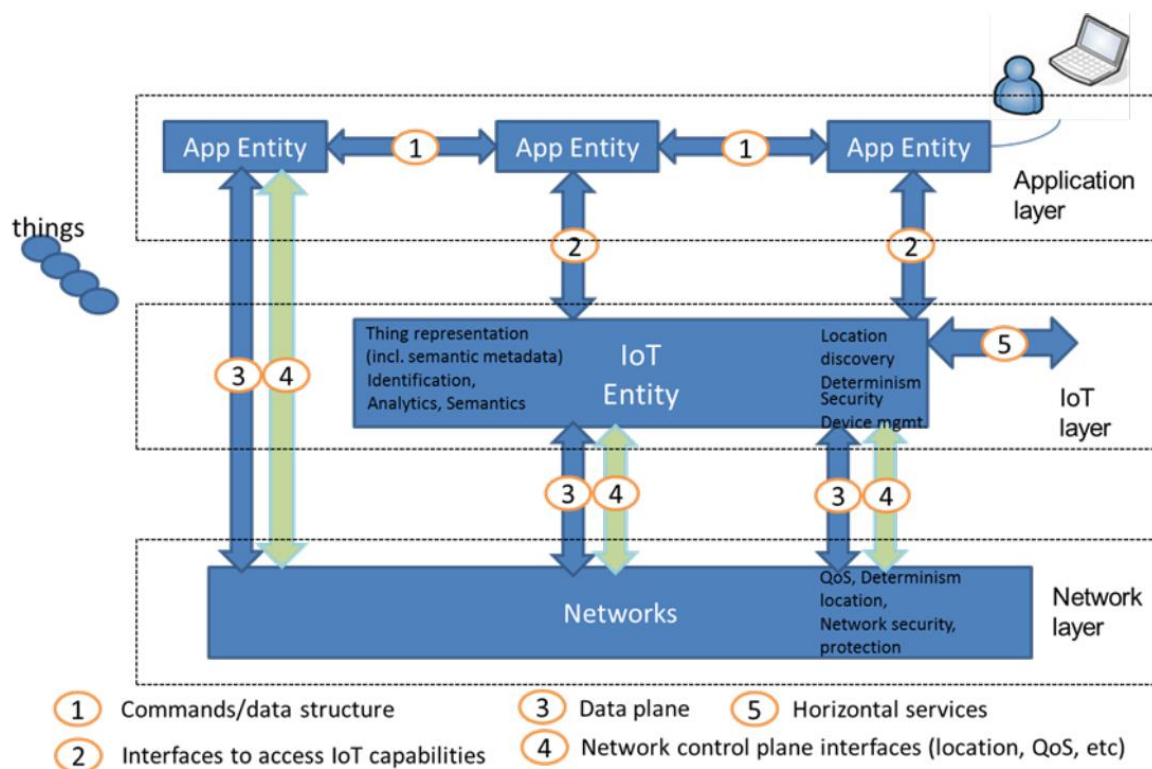 App Entity
1
App Entity
1
App Entity
Application
layer
things
2
2
Thing representation
(incl. semantic metadata)
Identification,
Analytics, Semantics
IoT
Entity
Location
discovery
Determinism
Security
Device mgmt
5
IoT
layer
3
4
3
4
3
4
Networks
QoS, Determinism
location,
Network security,
protection
Network
layer
1 Commands/data structure
3 Data plane
5 Horizontal services
2 Interfaces to access IoT capabilities
4 Network control plane interfaces (location, QoS, etc)